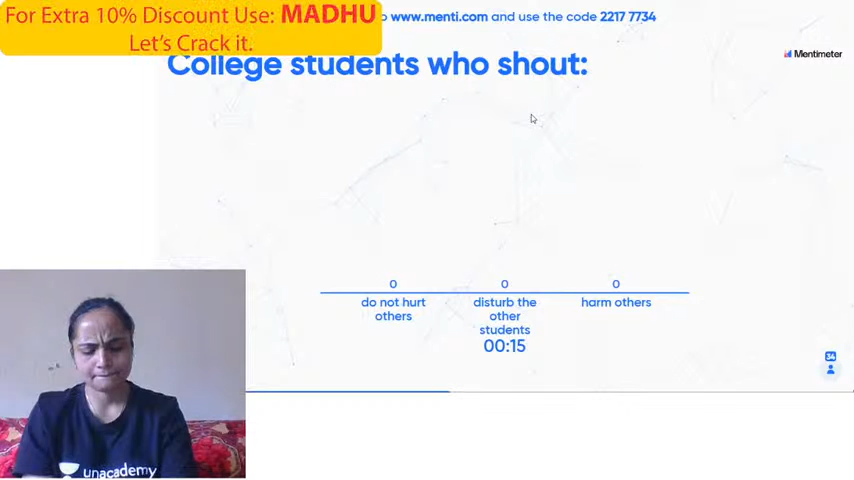 For Extra 10% Discount Use: MADHU
Let's Crack it.
www.menti.com and use the code 2217 7734
Mentimeter
College students who shout:
0
0
0
do not hurt
others
disturb the
other
students
harm others
00:15
34
unacademy